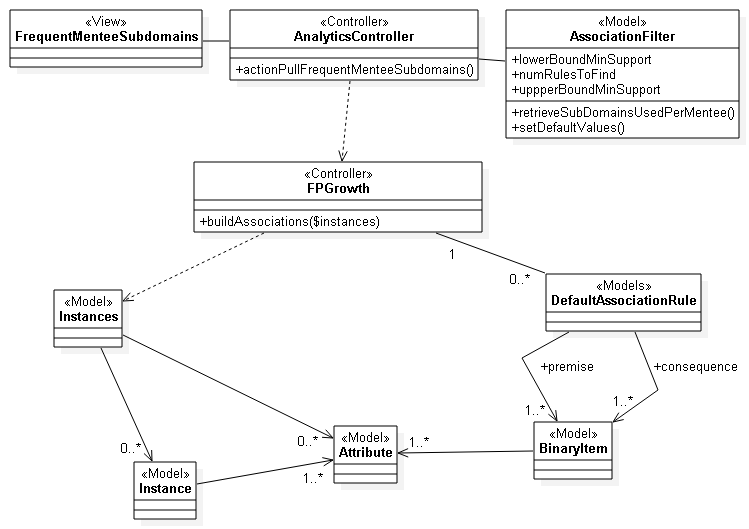 «View»
FrequentMenteeSubdomains
«Controller»
AnalyticsController
+actionPullFrequentMenteeSubdomains()
«Model»
AssociationFilter
+lowerBoundMinSupport
+numRulesToFind
+uppperBoundMinSupport
+retrieveSubDomainsUsedPerMentee()
+setDefaultValues()
«Controller»
FPGrowth
+buildAssociations($instances)
1
0..*
«Models»
DefaultAssociationRule
«Model»
Instances
+premise
+consequence
1..*
1..*
0..*
0..*
«Model»
Attribute
1..*
«Model»
BinaryItem
«Model»
Instance
1..*